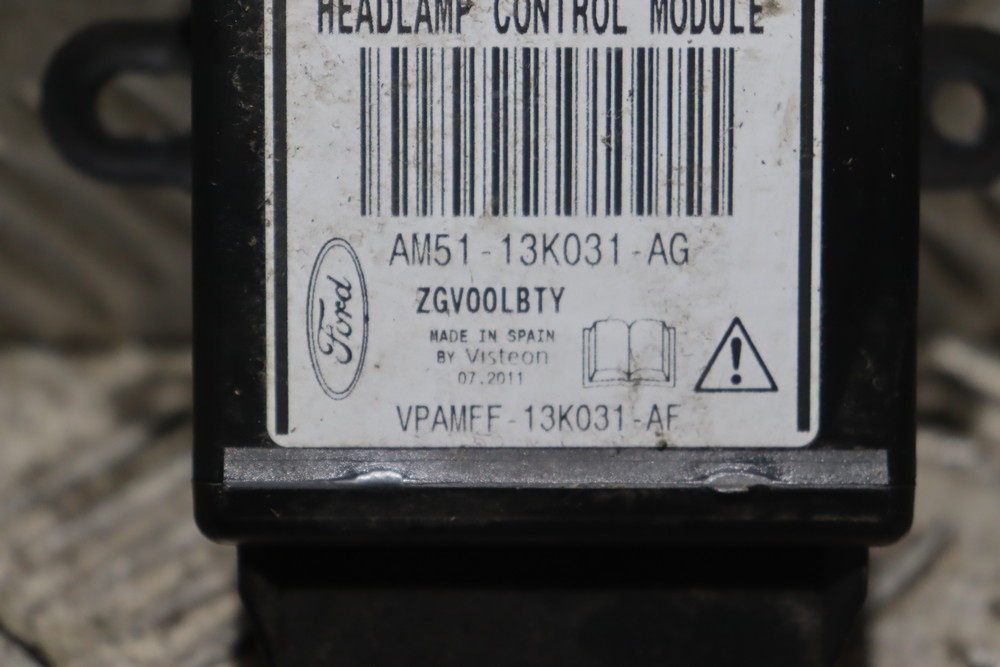 HEADLAMP CONTROL MODULE
AM51-13K031-AG
Ford
ZGV00LBTY
MADE IN SPAIN
BY Visteon
07.2011
VPAMFF-13K031-AF